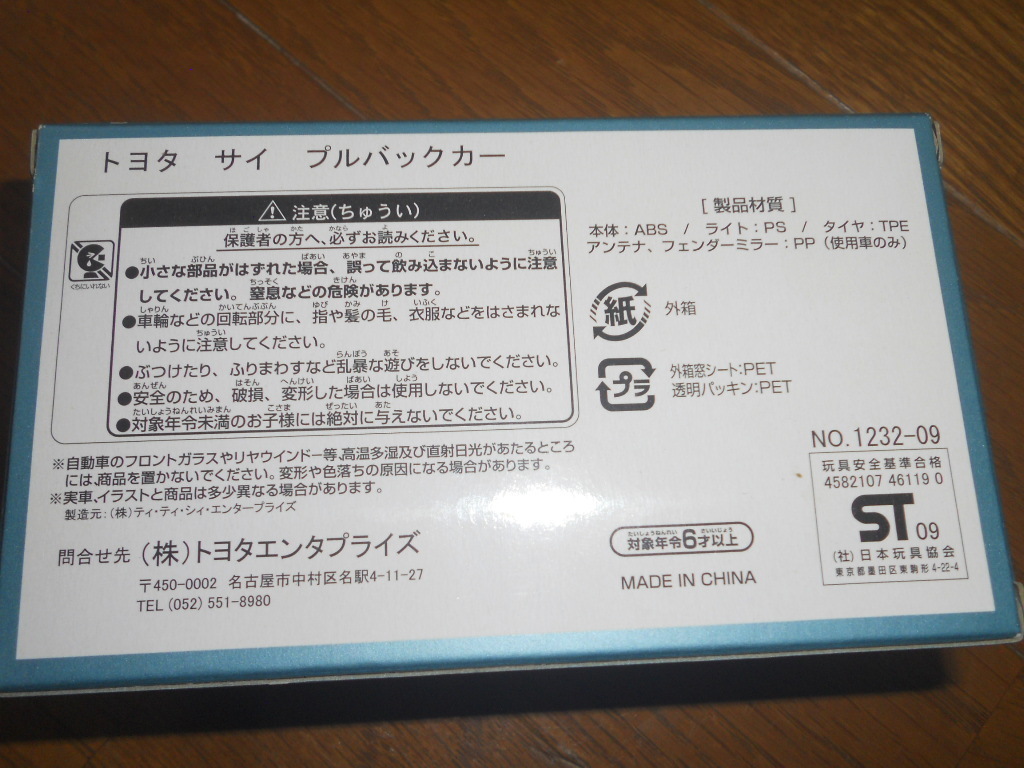 トヨタ サイ プルバックカー
⚠ 注意(ちゅうい)
保護者の方へ、必ずお読みください。
くちにいれない
●小さな部品がはずれた場合、誤って飲み込まないように注意
してください。窒息などの危険があります。
●車輪などの回転部分に、指や髪の毛、衣服などをはさまれな
いように注意してください。
●ぶつけたり、ふりまわすなど乱暴な遊びをしないでください。
●安全のため、破損、変形した場合は使用しないでください。
●対象年令未満のお子様には絶対に与えないでください。
※自動車のフロントガラスやリヤウインドー等、高温多湿及び直射日光があたるところ
には、商品を置かないでください。変形や色落ちの原因になる場合があります。
※実車、イラストと商品は多少異なる場合があります。
製造元:(株)ティ・ティ・シィ・エンタープライズ
問合せ先 (株)トヨタエンタプライズ
〒450-0002 名古屋市中村区名駅4-11-27
TEL (052) 551-8980
[ 製品材質 ]
本体:ABS / ライト:PS / タイヤ:TPE
アンテナ、フェンダーミラー:PP(使用車のみ)
紙 外箱
プラ 外箱窓シート:PET
透明パッキン:PET
NO.1232-09
玩具安全基準合格
4582107 46119 0
ST 09
(社)日本玩具協会
東京都墨田区東駒形 4-22-4
対象年令6才以上
MADE IN CHINA